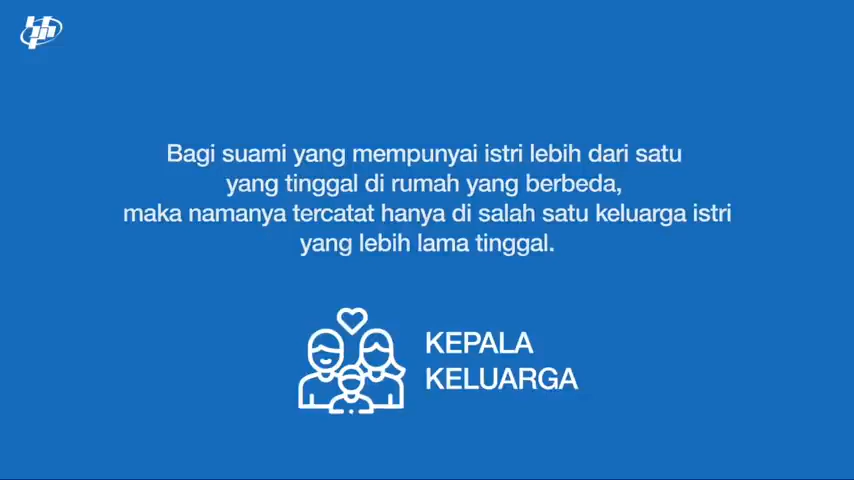 Bagi suami yang mempunyai istri lebih dari satu
yang tinggal di rumah yang berbeda,
maka namanya tercatat hanya di salah satu keluarga istri
yang lebih lama tinggal.
KEPALA
KELUARGA